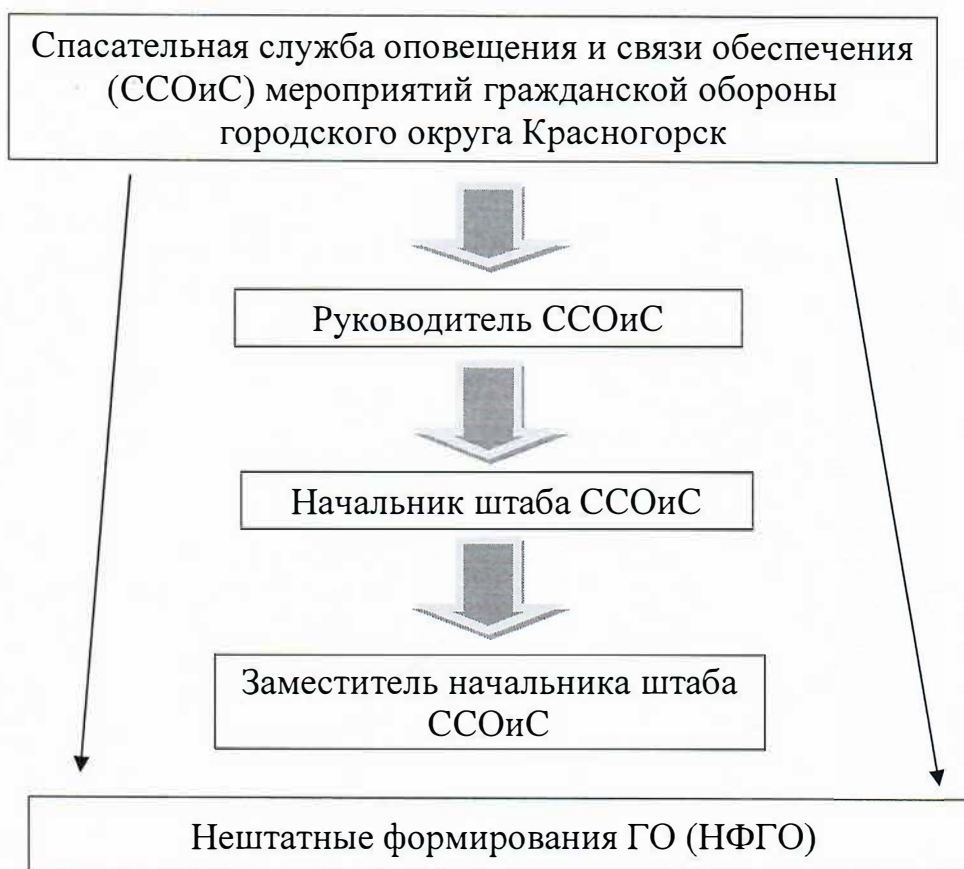 Спасательная служба оповещения и связи обеспечения
(ССОиС) мероприятий гражданской обороны
городского округа Красногорск
Руководитель ССОиС
Начальник штаба ССОиС
Заместитель начальника штаба
ССОиС
Нештатные формирования ГО (НФГО)